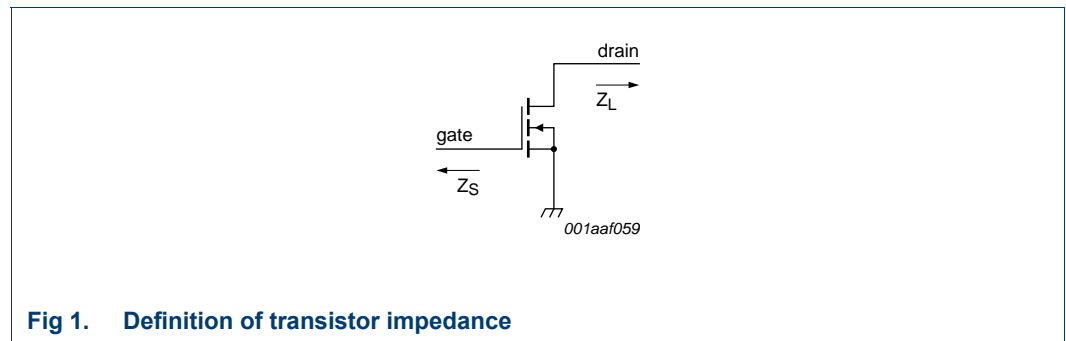 drain
Z_L
gate
Z_S
001aaf059
Fig 1. Definition of transistor impedance